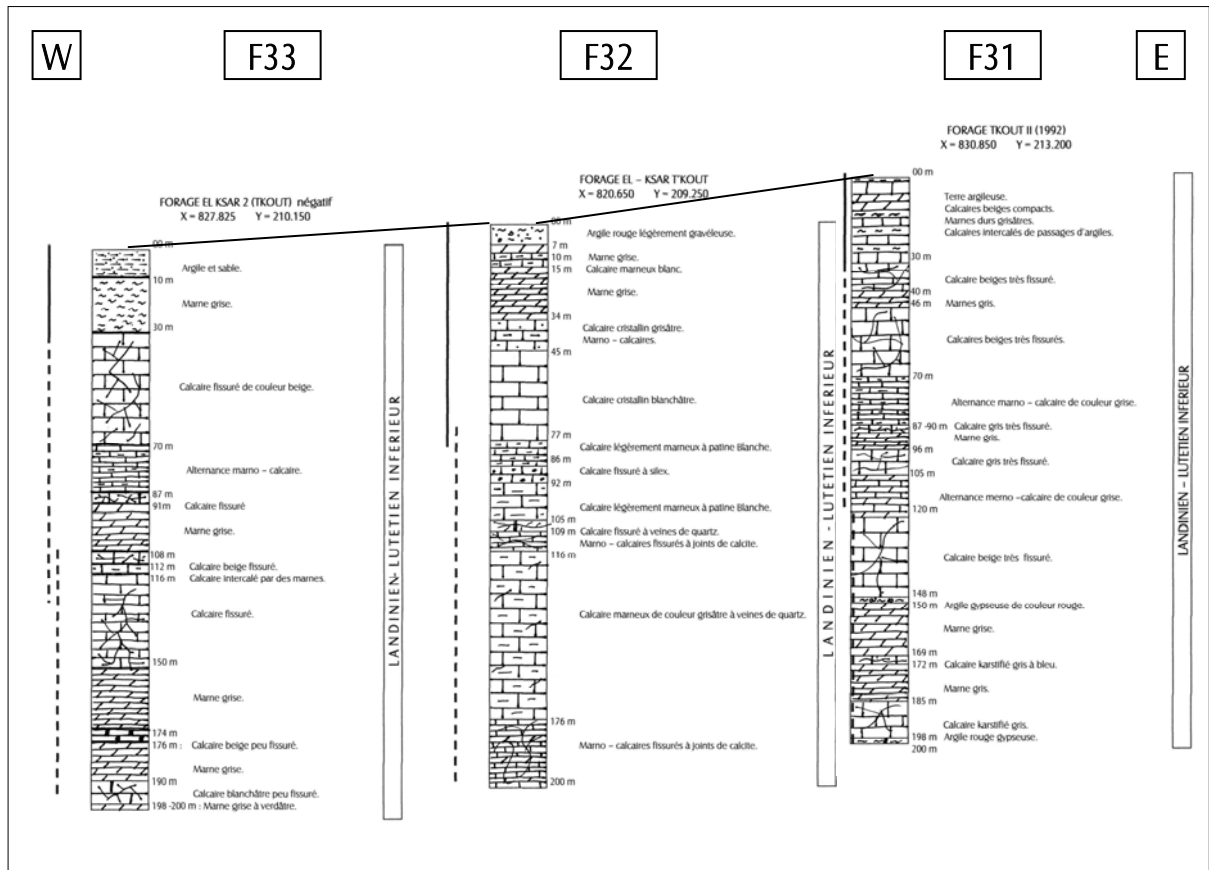 W
F33
F32
F31
E
FORAGE EL KSAR 2 (TKOUT) négatif
X = 827.825 Y = 210.150
00 m
Argile et sable.
10 m
Marne grise.
30 m
Calcaire fissuré de couleur beige.
70 m
Alternance marno – calcaire.
87 m
91m Calcaire fissuré
Marne grise.
108 m
112 m Calcaire beige fissuré.
116 m Calcaire intercalé par des marnes.
Calcaire fissuré.
150 m
Marne grise.
174 m
176 m : Calcaire beige peu fissuré.
Marne grise.
190 m
Calcaire blanchâtre peu fissuré.
198 -200 m : Marne grise à verdâtre.
LANDINIEN- LUTETIEN INFERIEUR
FORAGE EL – KSAR T'KOUT
X = 820.650 Y = 209.250
00 m
Argile rouge légèrement gravéleuse.
7 m
10 m Marne grise.
15 m Calcaire marneux blanc.
Marne grise.
34 m
Calcaire cristallin grisâtre.
Marno – calcaires.
45 m
Calcaire cristallin blanchâtre.
77 m
Calcaire légèrement marneux à patine Blanche.
86 m
Calcaire fissuré à silex.
92 m
Calcaire légèrement marneux à patine Blanche.
105 m
109 m Calcaire fissuré à veines de quartz.
Marno – calcaires fissurés à joints de calcite.
116 m
Calcaire marneux de couleur grisâtre à veines de quartz.
176 m
Marno – calcaires fissurés à joints de calcite.
200 m
LANDINIEN - LUTETIEN INFERIEUR
FORAGE TKOUT II (1992)
X = 830.850 Y = 213.200
00 m
Terre argileuse.
Calcaires beiges compacts.
Marnes durs grisâtres.
Calcaires intercalés de passages d'argiles.
30 m
Calcaire beiges très fissuré.
40 m
46 m Marnes gris.
Calcaires beiges très fissurés.
70 m
Alternance marno – calcaire de couleur grise.
87 -90 m Calcaire gris très fissuré.
Marne gris.
96 m
Calcaire gris très fissuré.
105 m
Alternance merno –calcaire de couleur grise.
120 m
Calcaire beige très fissuré.
148 m
150 m Argile gypseuse de couleur rouge.
Marne grise.
169 m
172 m Calcaire karstifié gris à bleu.
Marne gris.
185 m
Calcaire karstifié gris.
198 m Argile rouge gypseuse.
200 m
LANDINIEN – LUTETIEN INFERIEUR